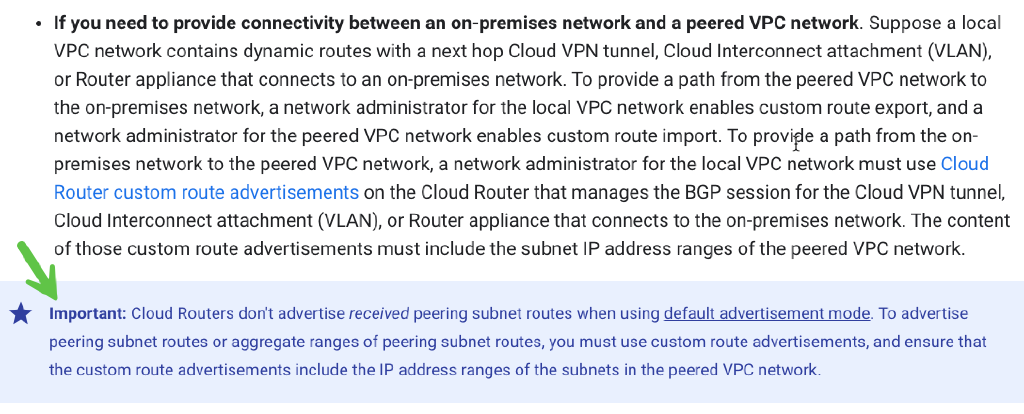 • If you need to provide connectivity between an on-premises network and a peered VPC network. Suppose a local
VPC network contains dynamic routes with a next hop Cloud VPN tunnel, Cloud Interconnect attachment (VLAN),
or Router appliance that connects to an on-premises network. To provide a path from the peered VPC network to
the on-premises network, a network administrator for the local VPC network enables custom route export, and a
network administrator for the peered VPC network enables custom route import. To provide a path from the on-
premises network to the peered VPC network, a network administrator for the local VPC network must use Cloud
Router custom route advertisements on the Cloud Router that manages the BGP session for the Cloud VPN tunnel,
Cloud Interconnect attachment (VLAN), or Router appliance that connects to the on-premises network. The content
of those custom route advertisements must include the subnet IP address ranges of the peered VPC network.
Important: Cloud Routers don't advertise received peering subnet routes when using default advertisement mode. To advertise
peering subnet routes or aggregate ranges of peering subnet routes, you must use custom route advertisements, and ensure that
the custom route advertisements include the IP address ranges of the subnets in the peered VPC network.